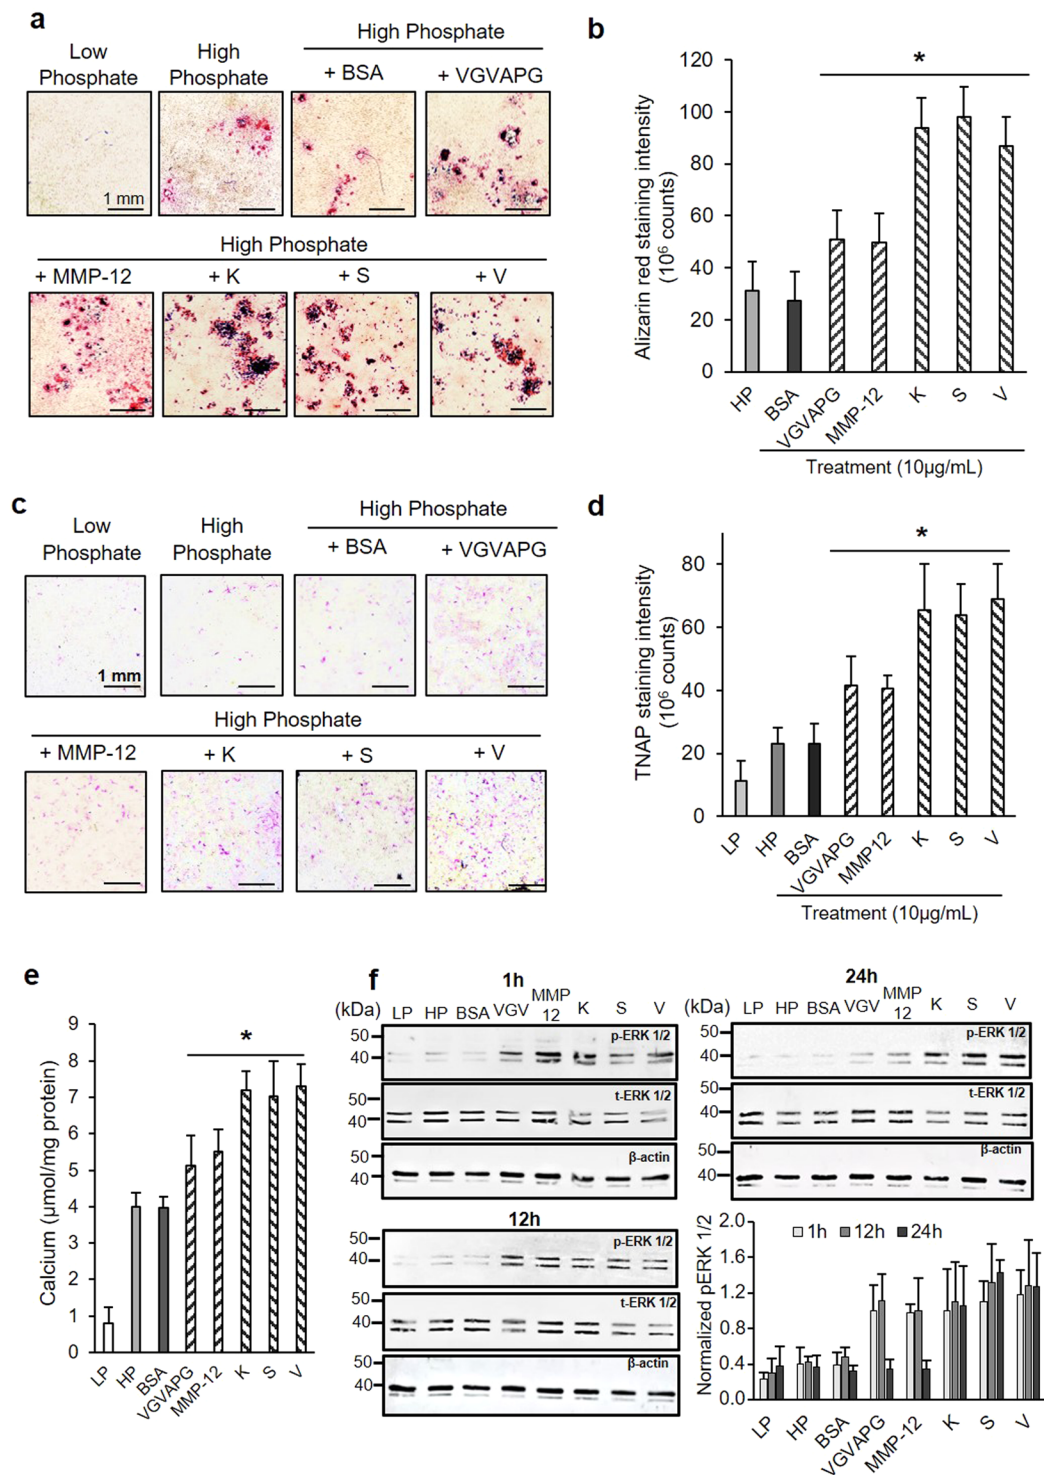 a
Low
Phosphate
High
Phosphate
High Phosphate
+ BSA
+ VGVAPG
1 mm
High Phosphate
+ MMP-12
+ K
+ S
+ V
b
*
120
100
80
60
40
20
0
Alizarin red staining intensity
(10⁶ counts)
HP
BSA
VGVAPG
MMP-12
K
S
V
Treatment (10µg/mL)
c
Low
Phosphate
High
Phosphate
High Phosphate
+ BSA
+ VGVAPG
1 mm
High Phosphate
+ MMP-12
+ K
+ S
+ V
d
*
80
60
40
20
0
TNAP staining intensity
(10⁶ counts)
LP
HP
BSA
VGVAPG
MMP12
K
S
V
Treatment (10µg/mL)
e
*
9
8
7
6
5
4
3
2
1
0
Calcium (µmol/mg protein)
LP
HP
BSA
VGVAPG
MMP-12
K
S
V
f
1h
(kDa) LP HP BSA VGV MMP 12 K S V
50
40
p-ERK 1/2
50
40
t-ERK 1/2
50
40
β-actin
24h
(kDa) LP HP BSA VGV MMP 12 K S V
50
40
p-ERK 1/2
50
40
t-ERK 1/2
50
40
β-actin
12h
50
40
p-ERK 1/2
50
40
t-ERK 1/2
50
40
β-actin
2.0
1.6
1.2
0.8
0.4
0.0
Normalized pERK 1/2
1h 12h 24h
LP
HP
BSA
VGVAPG
MMP-12
K
S
V